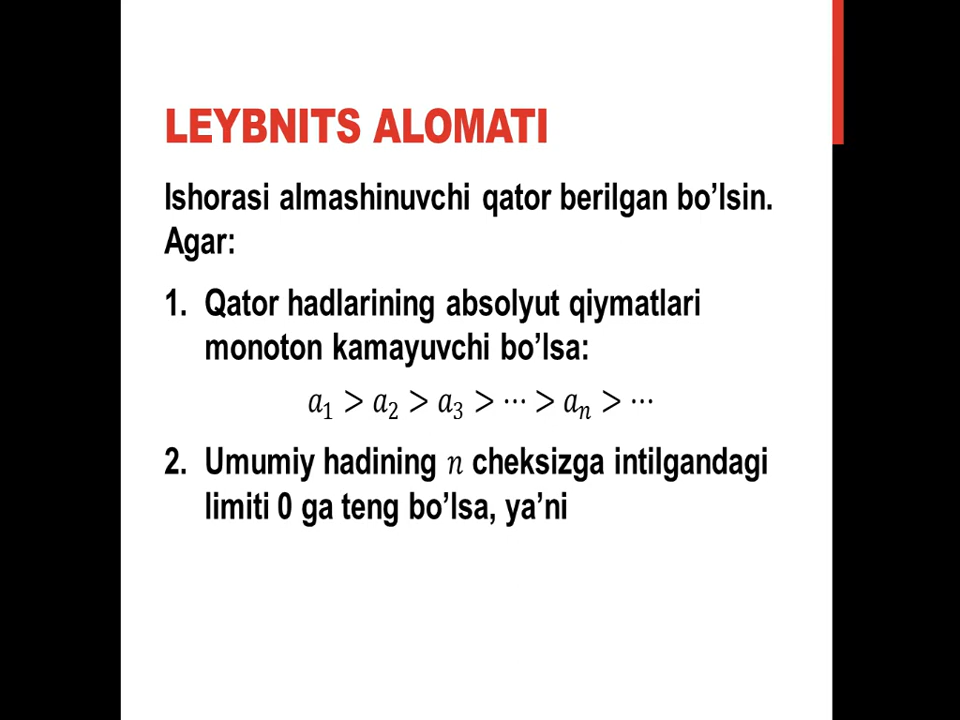 LEYBNITS ALOMATI
Ishorasi almashinuvchi qator berilgan bo’lsin.
Agar:
1. Qator hadlarining absolyut qiymatlari
monoton kamayuvchi bo’lsa:
𝑎₁ > 𝑎₂ > 𝑎₃ > ⋯ > 𝑎ₙ > ⋯
2. Umumiy hadining 𝑛 cheksizga intilgandagi
limiti 0 ga teng bo’lsa, ya’ni